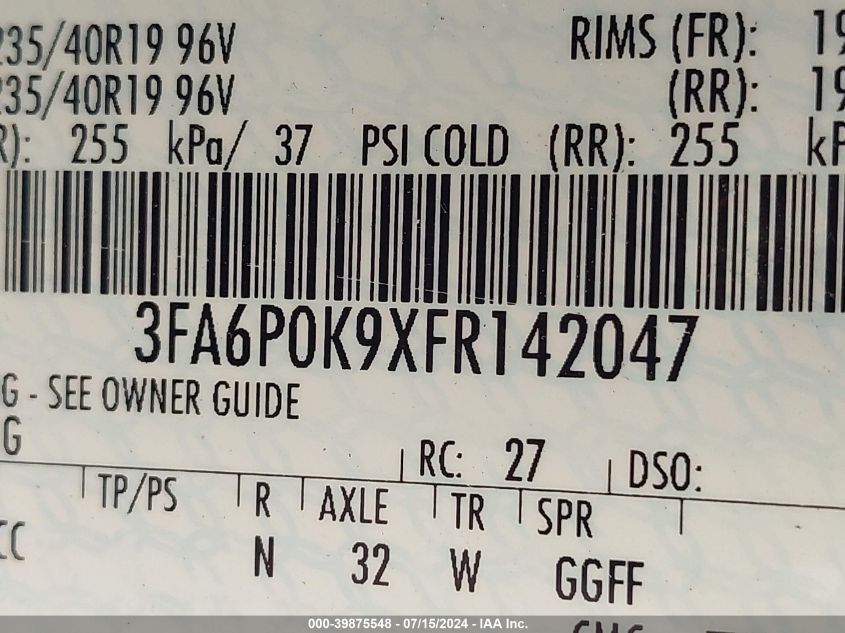 235/40R19 96V RIMS (FR): 19
235/40R19 96V (RR): 19
R): 255 kPa/ 37 PSI COLD (RR): 255 kP
3FA6P0K9XFR142047
G - SEE OWNER GUIDE
G
RC: 27 DSO:
TP/PS R AXLE TR SPR
CC N 32 W GGFF
000-39875548 - 07/15/2024 - IAA Inc.